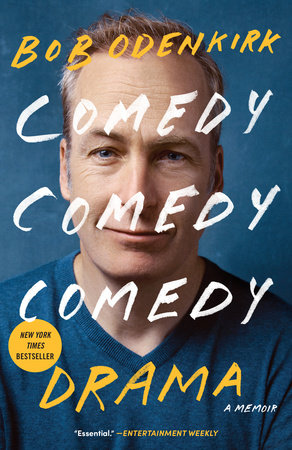 BOB ODENKIRK
COMEDY
COMEDY
COMEDY
NEW YORK
TIMES
BESTSELLER
DRAMA
A MEMOIR
"Essential." —ENTERTAINMENT WEEKLY